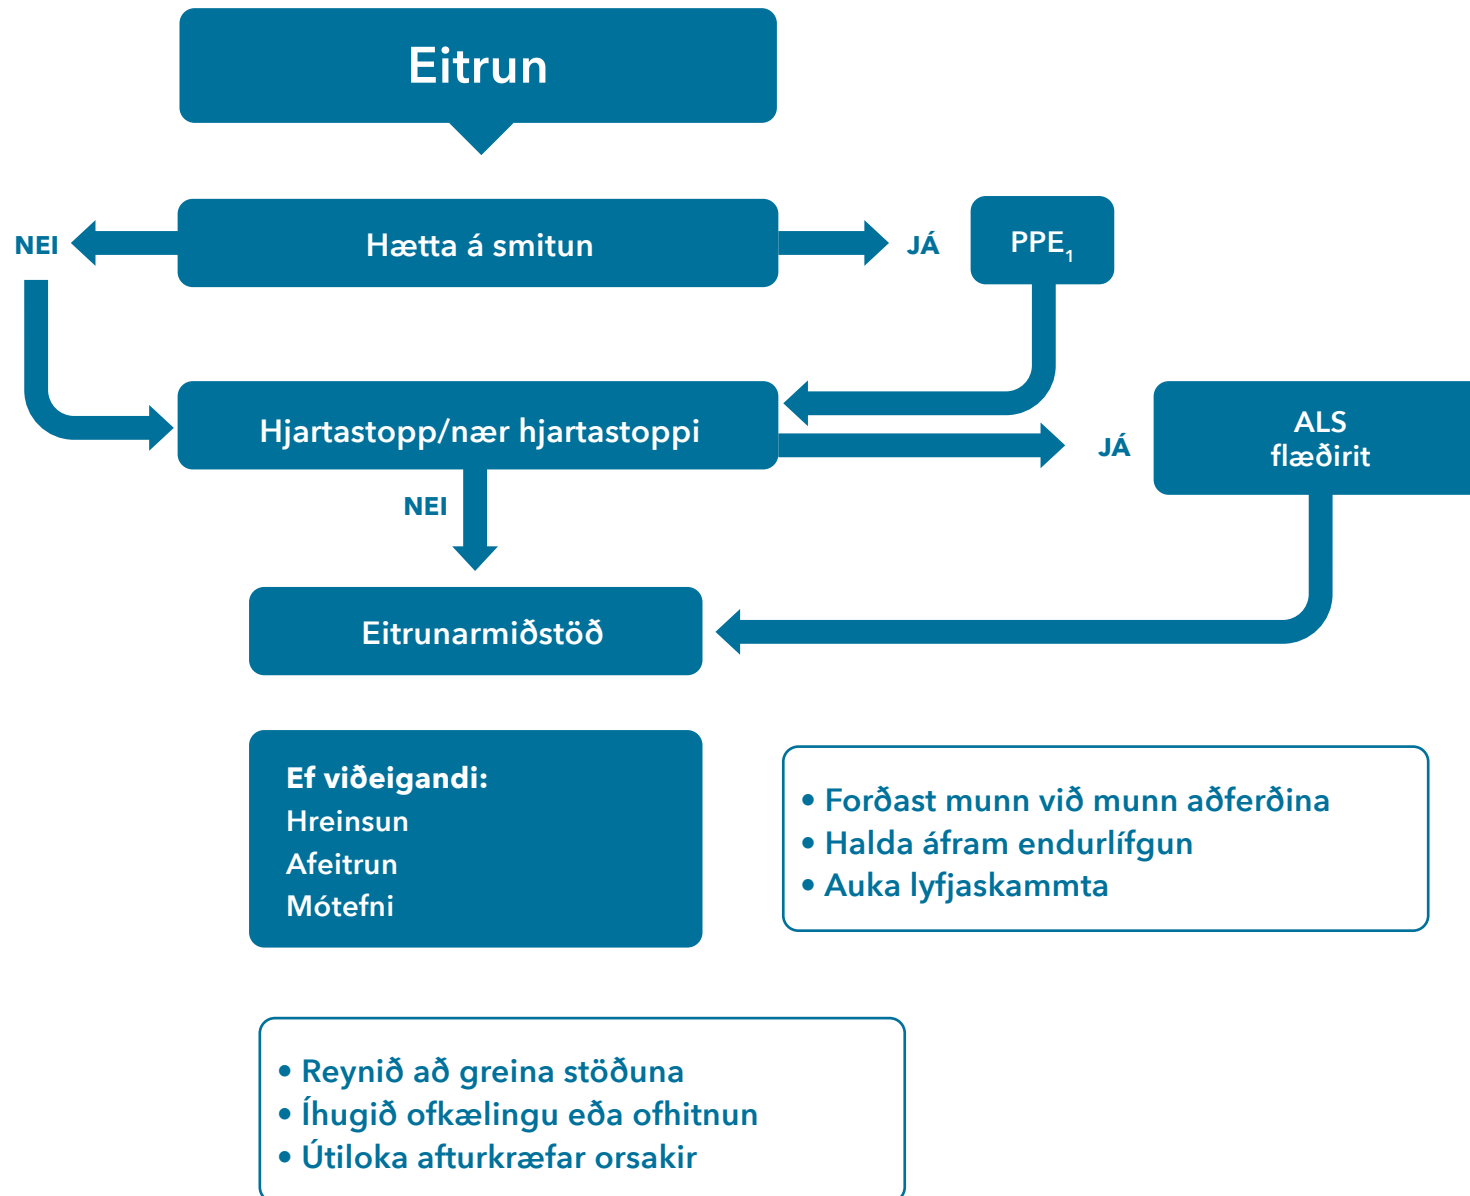 Eitrun
NEI
Hætta á smitun
JÁ
PPE₁
Hjartastopp/nær hjartastoppi
JÁ
ALS
flæðirit
NEI
Eitrunarmiðstöð
Ef viðeigandi:
Hreinsun
Afeitrun
Mótefni
• Forðast munn við munn aðferðina
• Halda áfram endurlífgun
• Auka lyfjaskammta
• Reynið að greina stöðuna
• Íhugið ofkælingu eða ofhitnun
• Útiloka afturkræfar orsakir